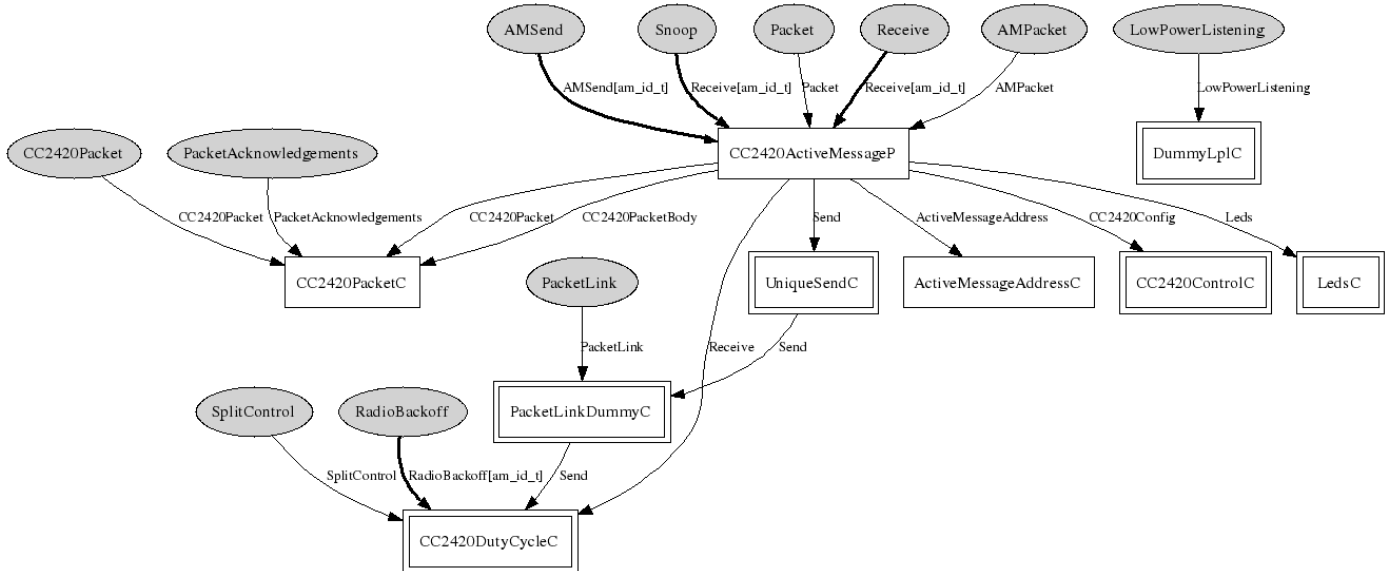 AMSend
Snoop
Packet
Receive
AMPacket
LowPowerListening
AMSend[am_id_t]
Receive[am_id_t]
Packet
Receive[am_id_t]
AMPacket
LowPowerListening
CC2420Packet
PacketAcknowledgements
CC2420ActiveMessageP
DummyLplC
CC2420Packet
PacketAcknowledgements
CC2420Packet
CC2420PacketBody
Send
ActiveMessageAddress
CC2420Config
Leds
CC2420PacketC
PacketLink
UniqueSendC
ActiveMessageAddressC
CC2420ControlC
LedsC
PacketLink
Receive
Send
SplitControl
RadioBackoff
PacketLinkDummyC
SplitControl
RadioBackoff[am_id_t]
Send
CC2420DutyCycleC